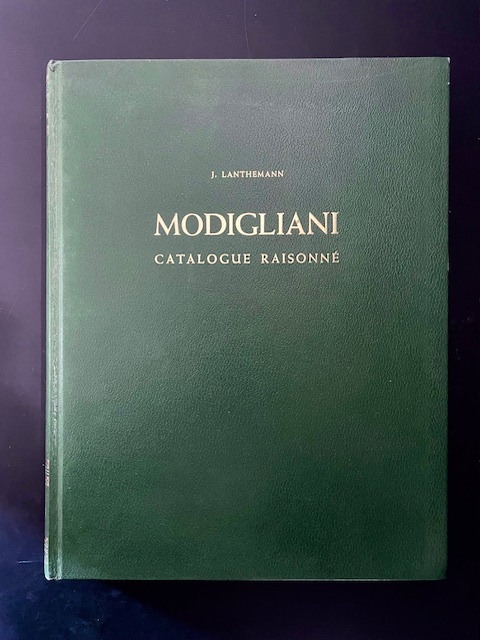 J. LANTHEMANN
MODIGLIANI
CATALOGUE RAISONNÉ